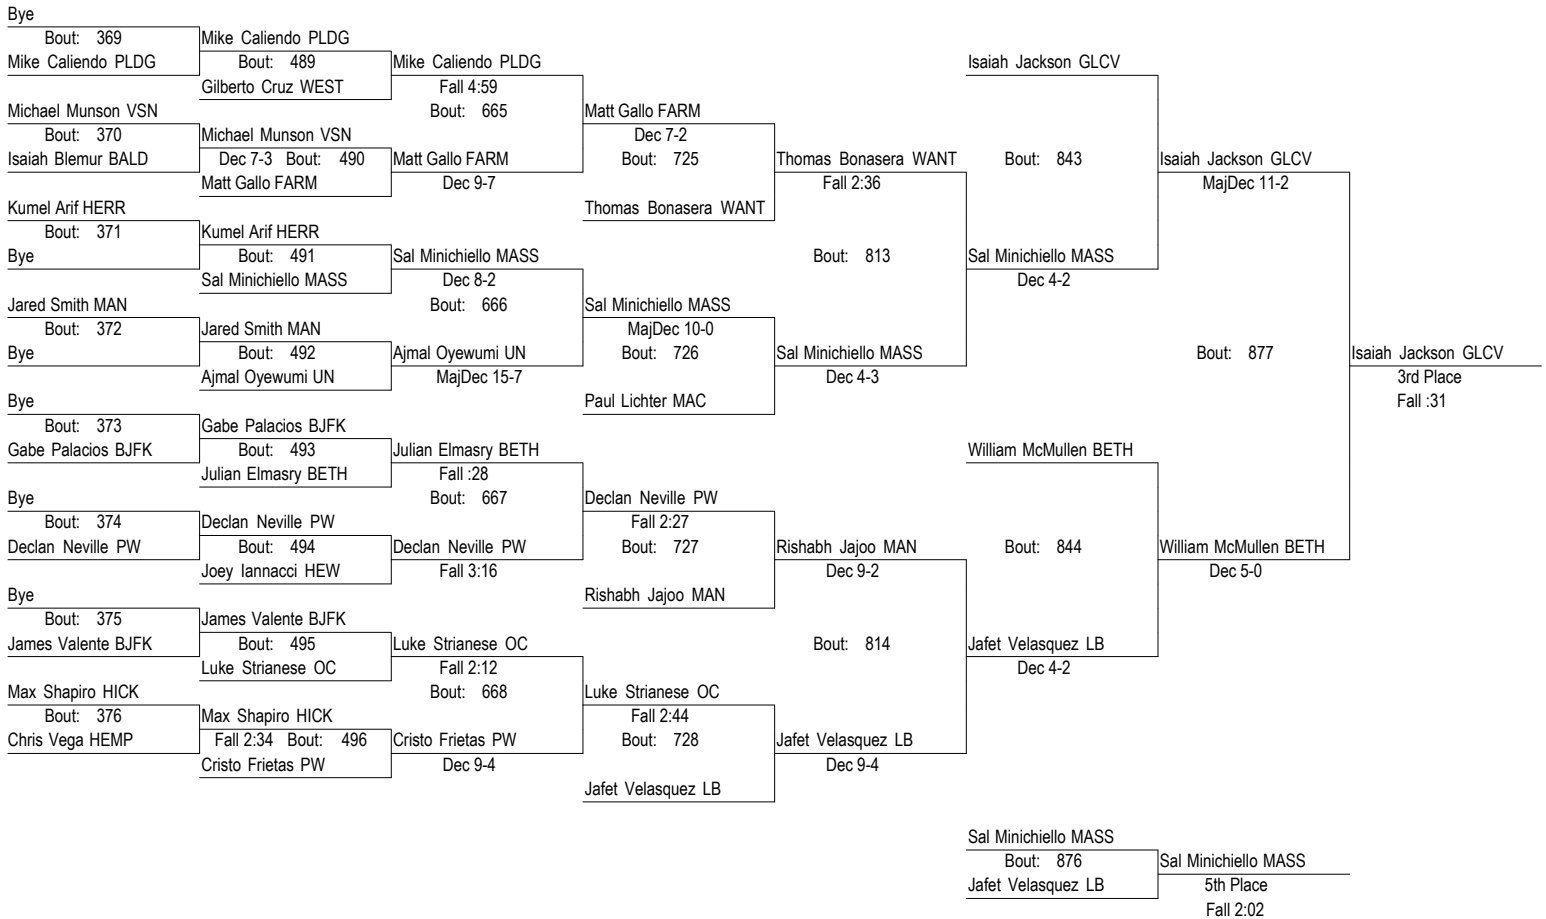 Bye
Bout: 369
Mike Caliendo PLDG
Michael Munson VSN
Bout: 370
Isaiah Blemur BALD
Kumel Arif HERR
Bout: 371
Bye
Jared Smith MAN
Bout: 372
Bye
Bye
Bout: 373
Gabe Palacios BJFK
Bye
Bout: 374
Declan Neville PW
Bye
Bout: 375
James Valente BJFK
Max Shapiro HICK
Bout: 376
Chris Vega HEMP
Mike Caliendo PLDG
Bout: 489
Gilberto Cruz WEST
Michael Munson VSN
Dec 7-3 Bout: 490
Matt Gallo FARM
Kumel Arif HERR
Bout: 491
Sal Minichiello MASS
Jared Smith MAN
Bout: 492
Ajmal Oyewumi UN
Gabe Palacios BJFK
Bout: 493
Julian Elmasry BETH
Declan Neville PW
Bout: 494
Joey Iannacci HEW
James Valente BJFK
Bout: 495
Luke Strianese OC
Max Shapiro HICK
Fall 2:34 Bout: 496
Cristo Frietas PW
Mike Caliendo PLDG
Fall 4:59
Bout: 665
Matt Gallo FARM
Dec 9-7
Sal Minichiello MASS
Dec 8-2
Bout: 666
Ajmal Oyewumi UN
MajDec 15-7
Julian Elmasry BETH
Fall :28
Bout: 667
Declan Neville PW
Fall 3:16
Luke Strianese OC
Fall 2:12
Bout: 668
Cristo Frietas PW
Dec 9-4
Matt Gallo FARM
Dec 7-2
Bout: 725
Thomas Bonasera WANT
Sal Minichiello MASS
MajDec 10-0
Bout: 726
Paul Lichter MAC
Declan Neville PW
Fall 2:27
Bout: 727
Rishabh Jajoo MAN
Luke Strianese OC
Fall 2:44
Bout: 728
Jafet Velasquez LB
Thomas Bonasera WANT
Fall 2:36
Bout: 813
Sal Minichiello MASS
Dec 4-3
Rishabh Jajoo MAN
Dec 9-2
Bout: 814
Jafet Velasquez LB
Dec 9-4
Isaiah Jackson GLCV
Bout: 843
Sal Minichiello MASS
Dec 4-2
William McMullen BETH
Bout: 844
Jafet Velasquez LB
Dec 4-2
Isaiah Jackson GLCV
MajDec 11-2
Bout: 877
William McMullen BETH
Dec 5-0
Isaiah Jackson GLCV
3rd Place
Fall :31
Sal Minichiello MASS
Bout: 876
Jafet Velasquez LB
Sal Minichiello MASS
5th Place
Fall 2:02